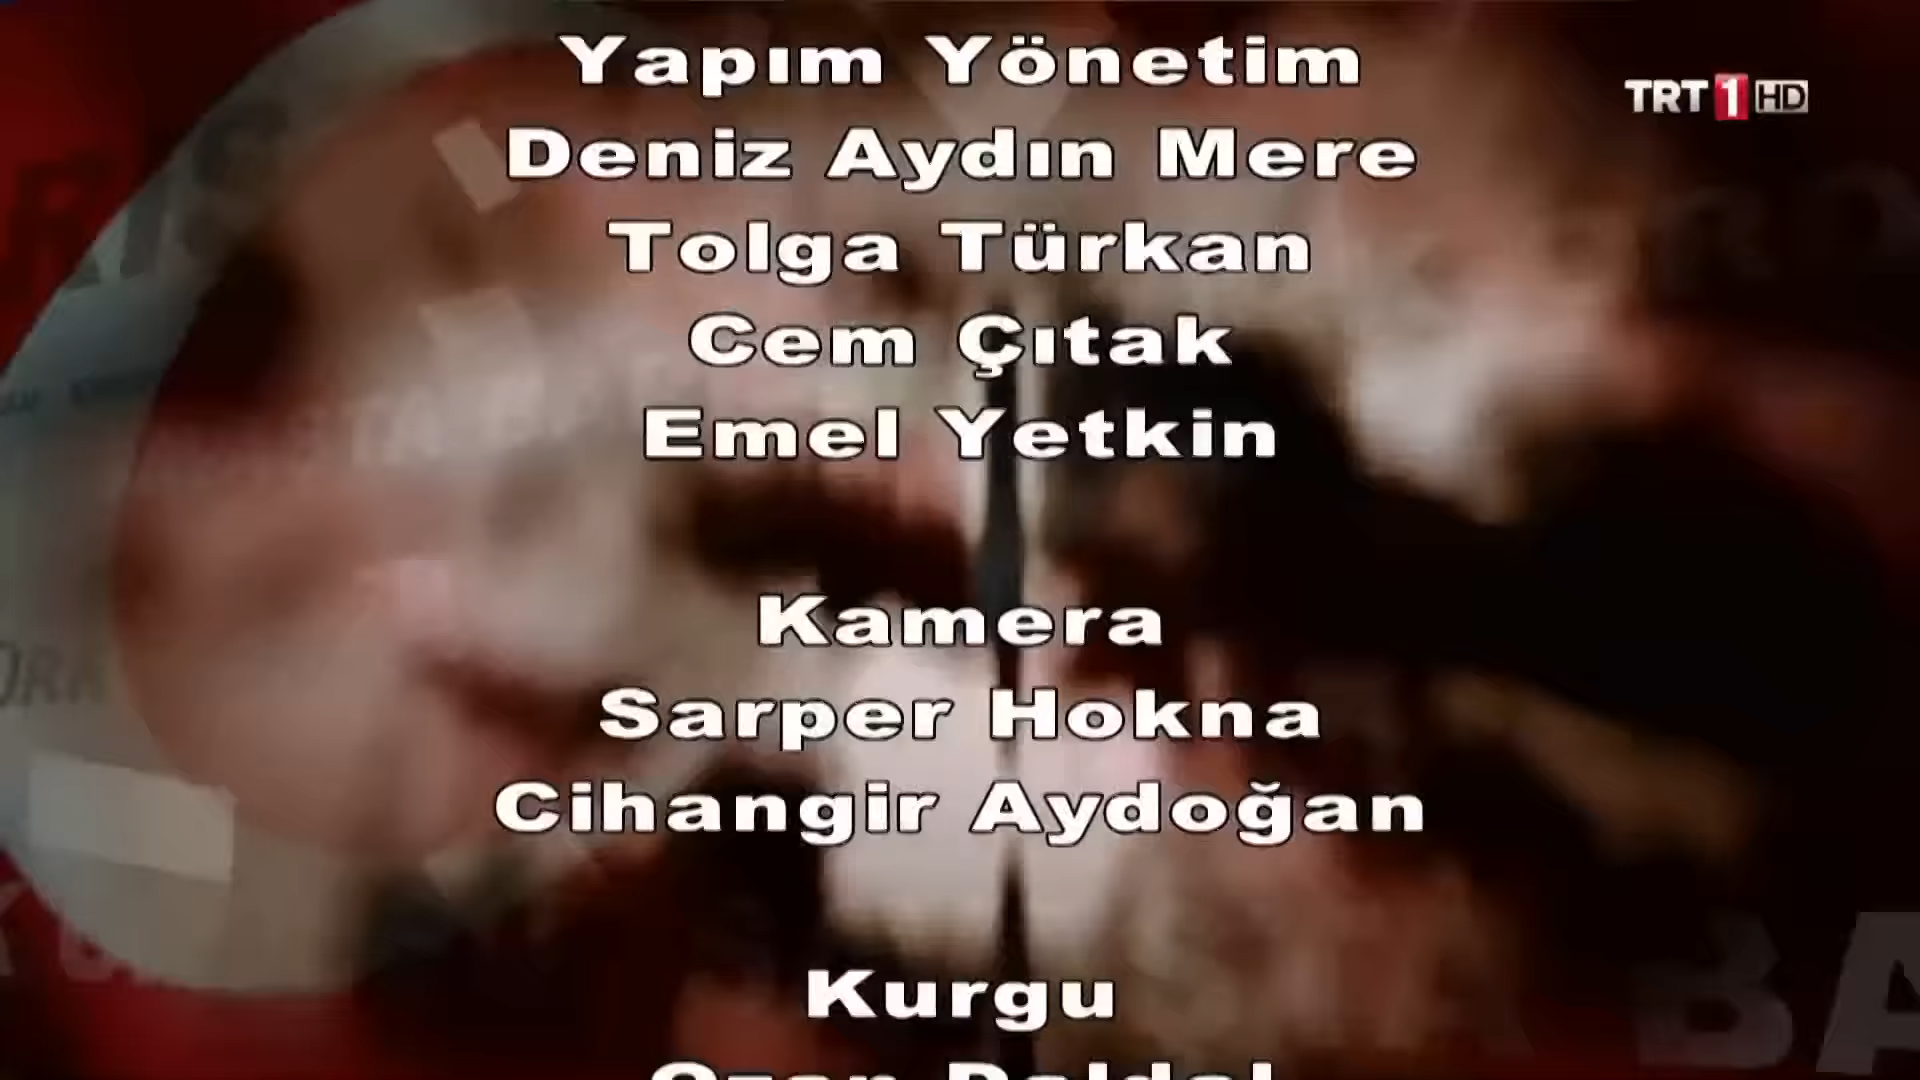 Yapım Yönetim
TRT 1 HD
Deniz Aydın Mere
Tolga Türkan
Cem Çıtak
Emel Yetkin
Kamera
Sarper Hokna
Cihangir Aydoğan
Kurgu